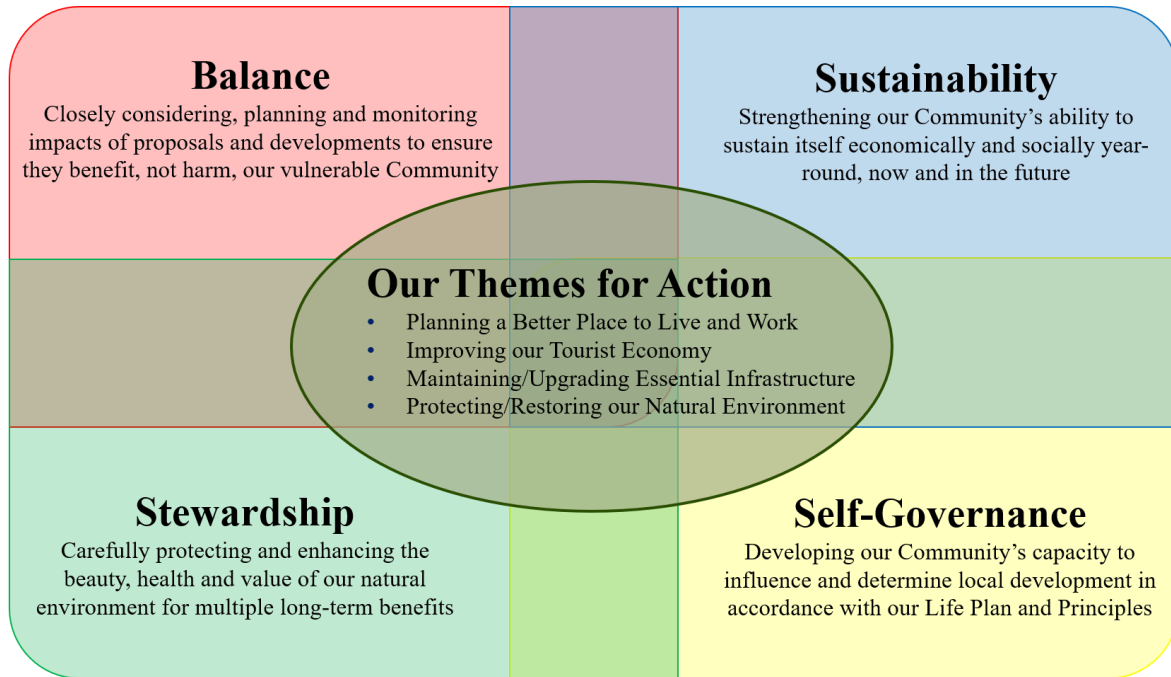 Balance
Closely considering, planning and monitoring
impacts of proposals and developments to ensure
they benefit, not harm, our vulnerable Community
Sustainability
Strengthening our Community’s ability to
sustain itself economically and socially year-
round, now and in the future
Our Themes for Action
• Planning a Better Place to Live and Work
• Improving our Tourist Economy
• Maintaining/Upgrading Essential Infrastructure
• Protecting/Restoring our Natural Environment
Stewardship
Carefully protecting and enhancing the
beauty, health and value of our natural
environment for multiple long-term benefits
Self-Governance
Developing our Community’s capacity to
influence and determine local development in
accordance with our Life Plan and Principles